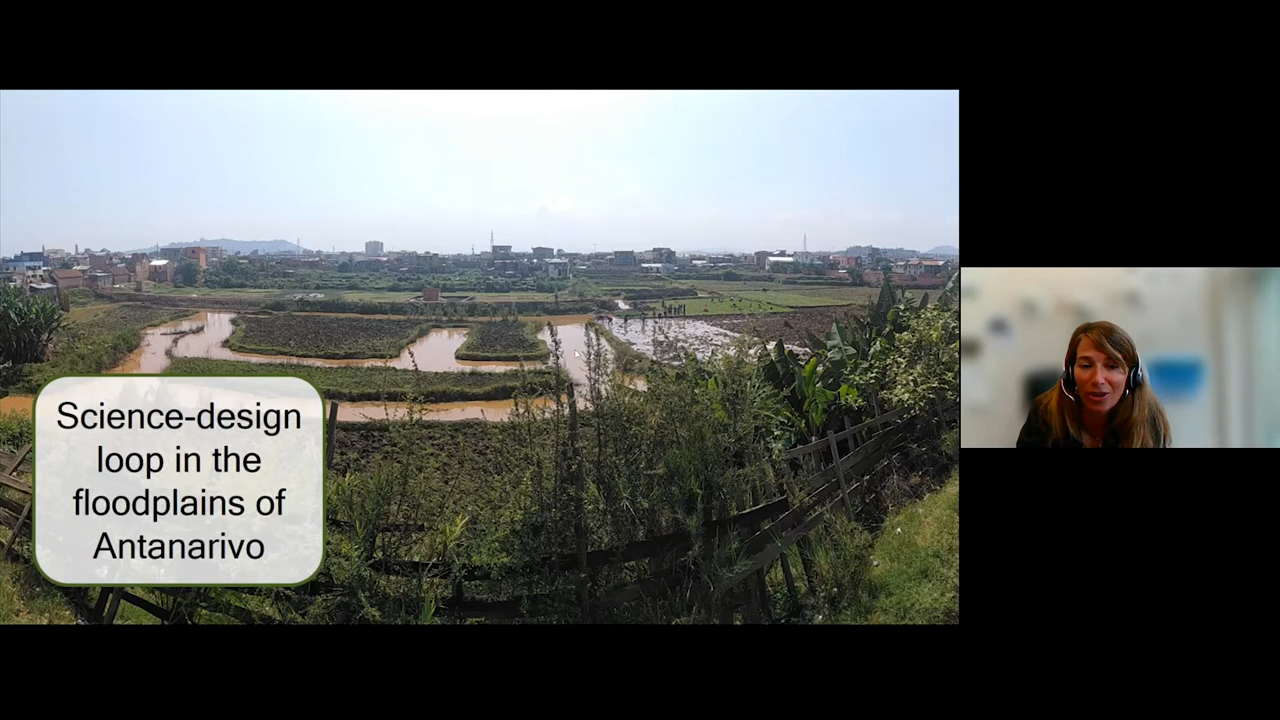 Science-design
loop in the
floodplains of
Antanarivo